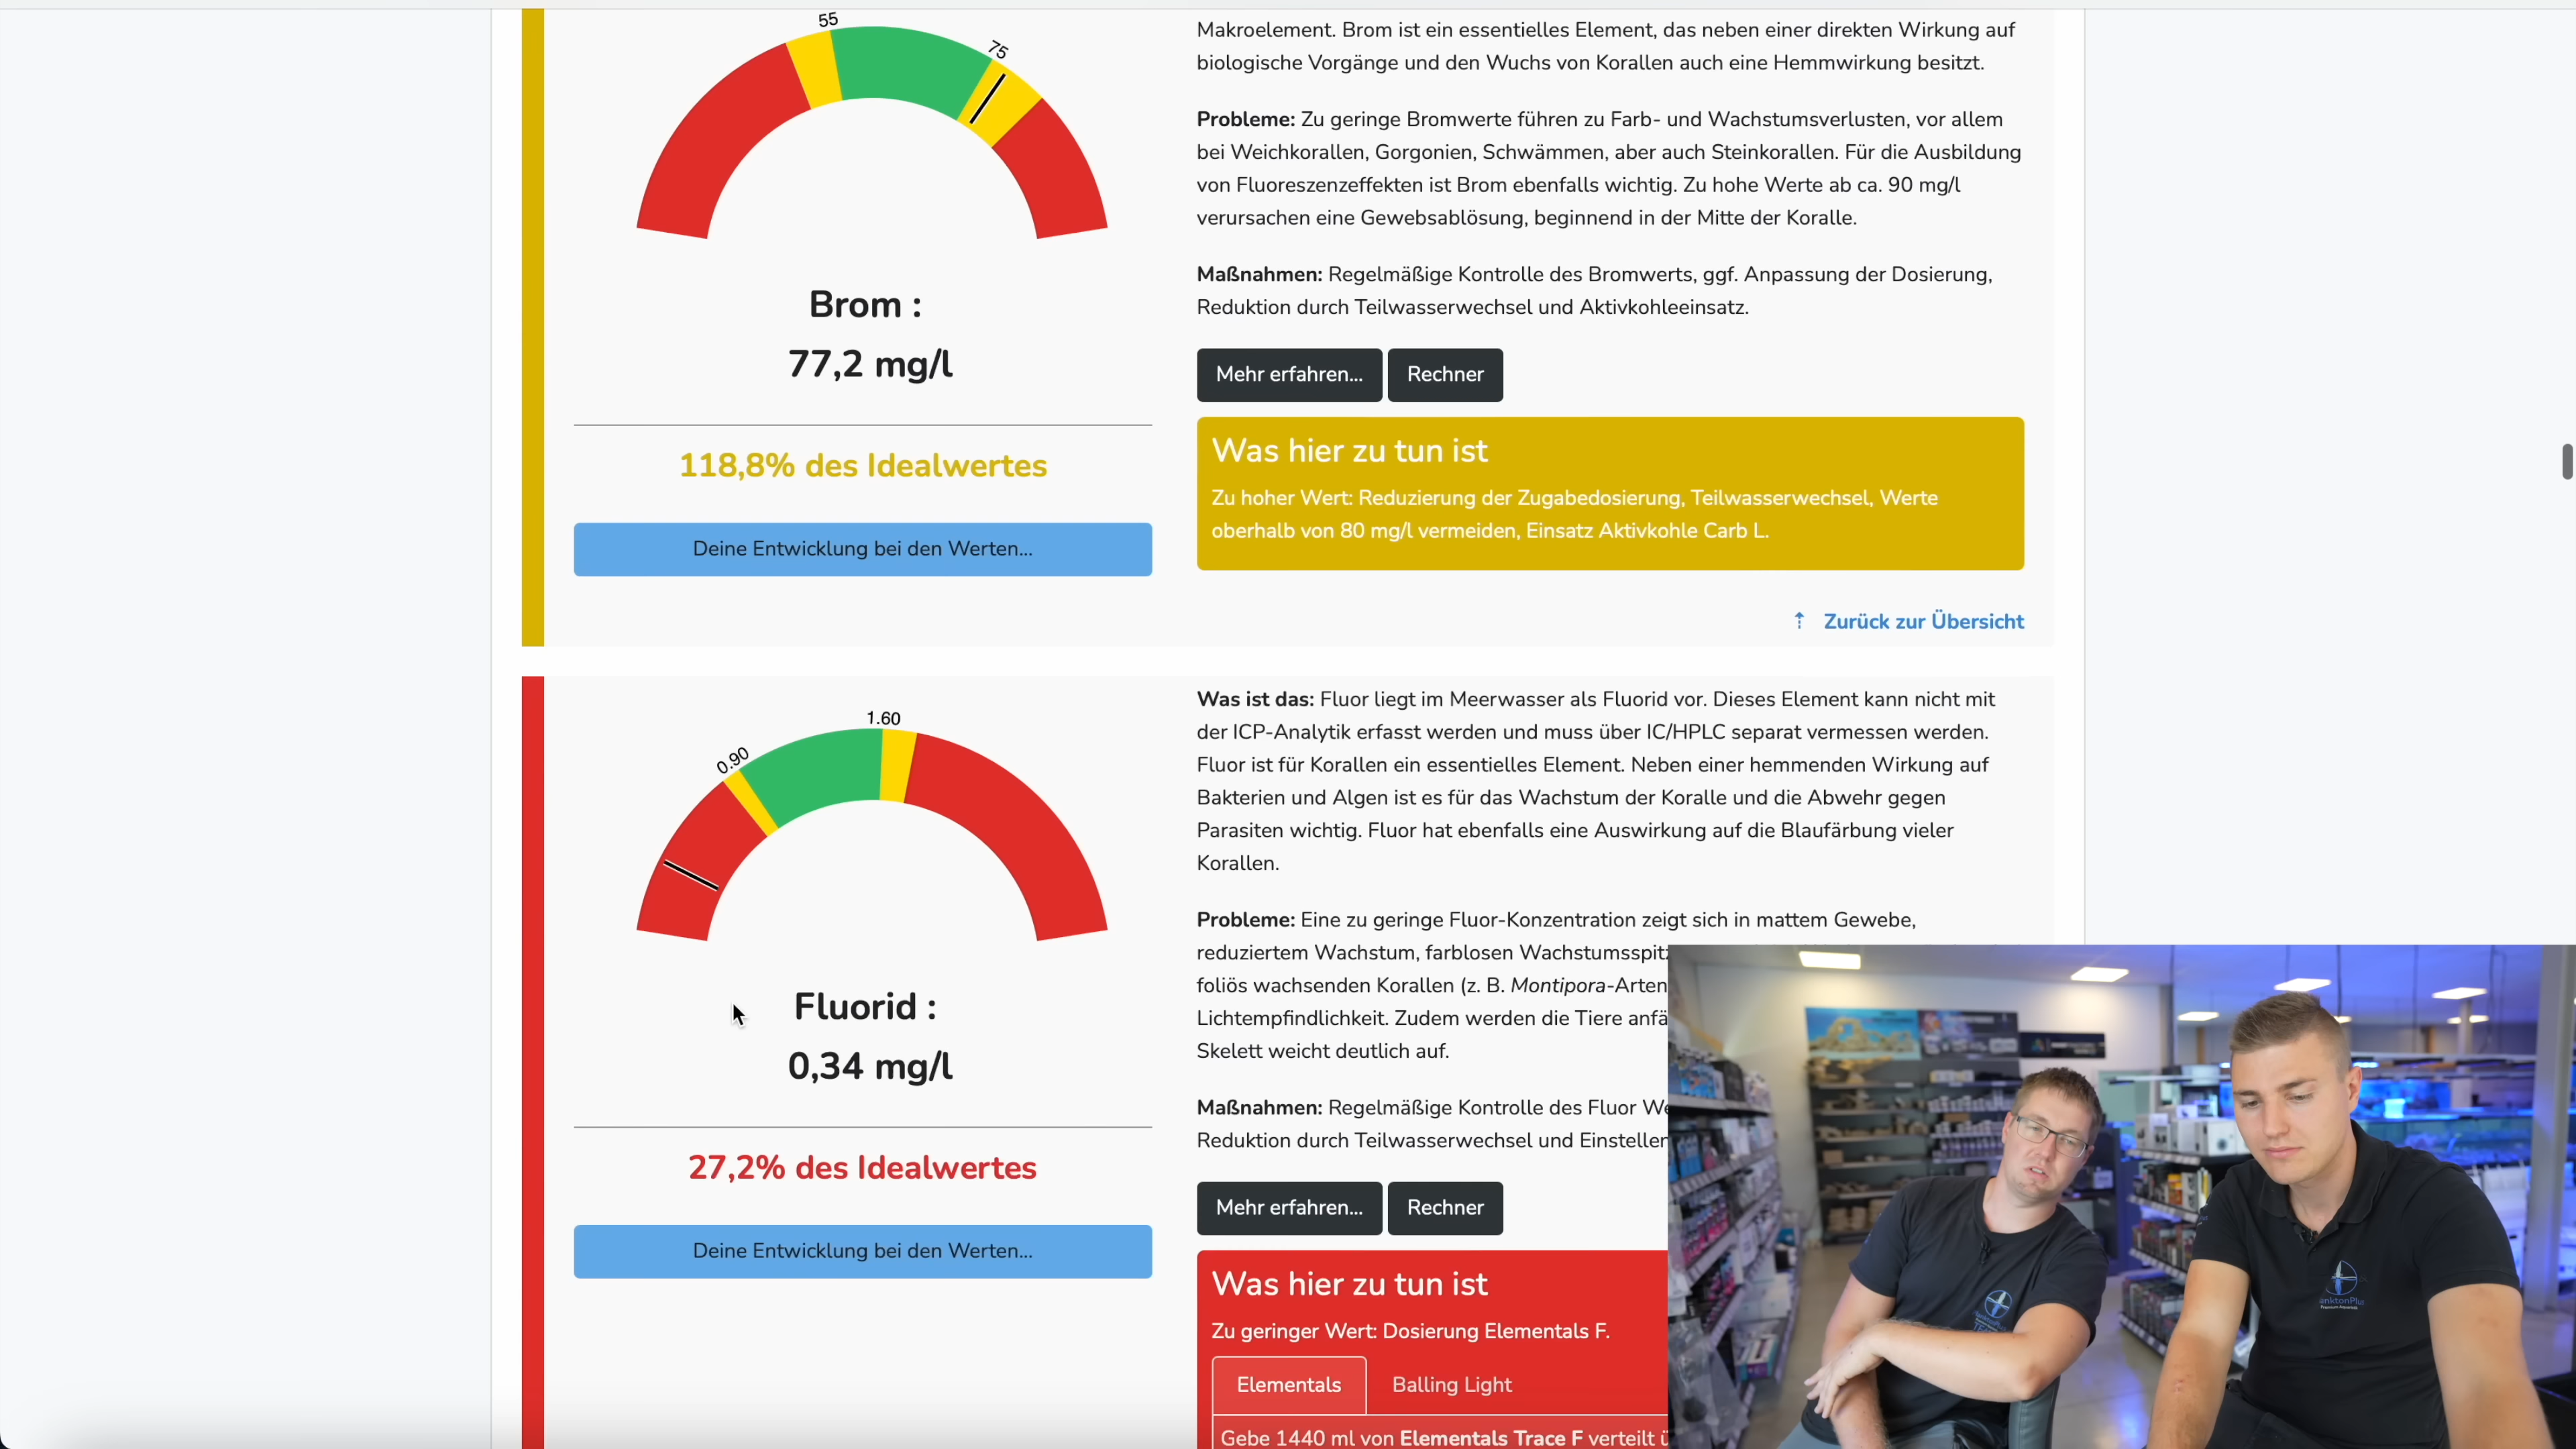 55
75
Brom :
77,2 mg/l
118,8% des Idealwertes
Deine Entwicklung bei den Werten...
Makroelement. Brom ist ein essentielles Element, das neben einer direkten Wirkung auf
biologische Vorgänge und den Wuchs von Korallen auch eine Hemmwirkung besitzt.
Probleme: Zu geringe Bromwerte führen zu Farb- und Wachstumsverlusten, vor allem
bei Weichkorallen, Gorgonien, Schwämmen, aber auch Steinkorallen. Für die Ausbildung
von Fluoreszenzeffekten ist Brom ebenfalls wichtig. Zu hohe Werte ab ca. 90 mg/l
verursachen eine Gewebsablösung, beginnend in der Mitte der Koralle.
Maßnahmen: Regelmäßige Kontrolle des Bromwerts, ggf. Anpassung der Dosierung,
Reduktion durch Teilwasserwechsel und Aktivkohleeinsatz.
Mehr erfahren... Rechner
Was hier zu tun ist
Zu hoher Wert: Reduzierung der Zugabedosierung, Teilwasserwechsel, Werte
oberhalb von 80 mg/l vermeiden, Einsatz Aktivkohle Carb L.
⇡ Zurück zur Übersicht
0.90
1.60
Fluorid :
0,34 mg/l
27,2% des Idealwertes
Deine Entwicklung bei den Werten...
Was ist das: Fluor liegt im Meerwasser als Fluorid vor. Dieses Element kann nicht mit
der ICP-Analytik erfasst werden und muss über IC/HPLC separat vermessen werden.
Fluor ist für Korallen ein essentielles Element. Neben einer hemmenden Wirkung auf
Bakterien und Algen ist es für das Wachstum der Koralle und die Abwehr gegen
Parasiten wichtig. Fluor hat ebenfalls eine Auswirkung auf die Blaufärbung vieler
Korallen.
Probleme: Eine zu geringe Fluor-Konzentration zeigt sich in mattem Gewebe,
reduziertem Wachstum, farblosen Wachstumsspitz
foliös wachsenden Korallen (z. B. Montipora-Arten
Lichtempfindlichkeit. Zudem werden die Tiere anfä
Skelett weicht deutlich auf.
Maßnahmen: Regelmäßige Kontrolle des Fluor We
Reduktion durch Teilwasserwechsel und Einstellen
Mehr erfahren... Rechner
Was hier zu tun ist
Zu geringer Wert: Dosierung Elementals F.
Elementals Balling Light
Gebe 1440 ml von Elementals Trace F verteilt ü